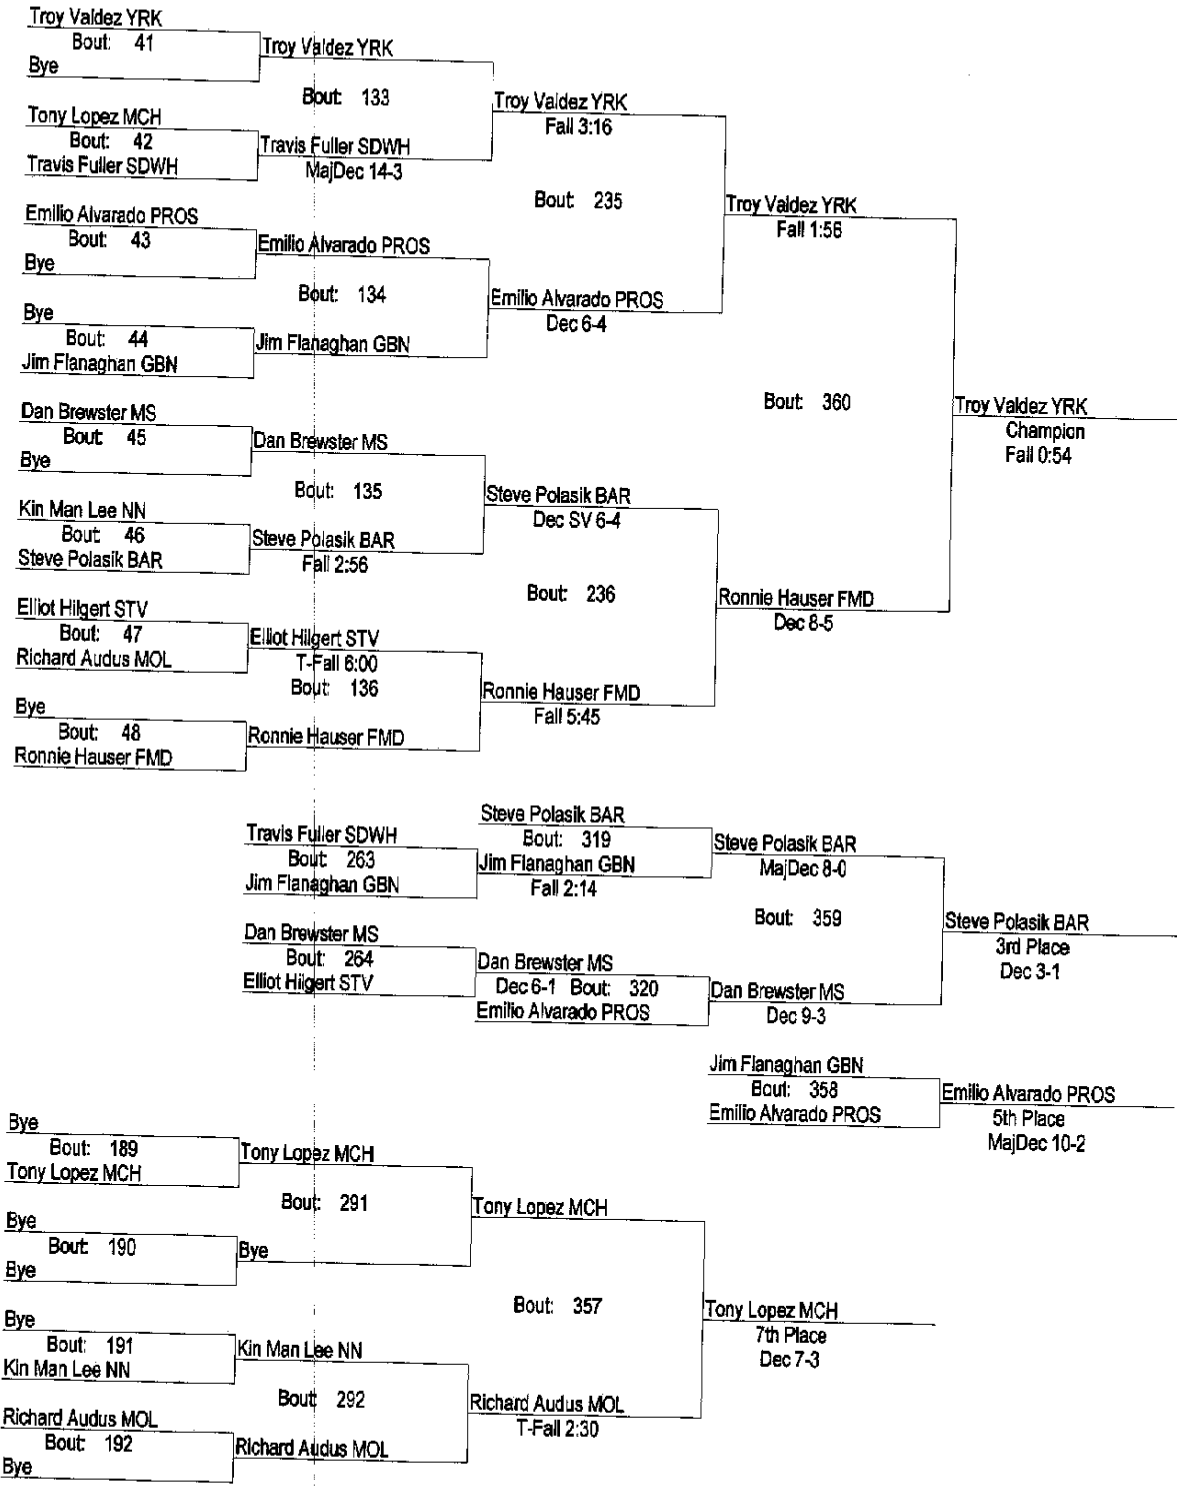 Troy Valdez YRK
Bout: 41
Bye
Troy Valdez YRK
Bout: 133
Tony Lopez MCH
Bout: 42
Travis Fuller SDWH
Travis Fuller SDWH
MajDec 14-3
Troy Valdez YRK
Fall 3:16
Bout: 235
Emilio Alvarado PROS
Bout: 43
Bye
Emilio Alvarado PROS
Bout: 134
Bye
Bout: 44
Jim Flanaghan GBN
Jim Flanaghan GBN
Emilio Alvarado PROS
Dec 6-4
Troy Valdez YRK
Fall 1:56
Bout: 360
Dan Brewster MS
Bout: 45
Bye
Dan Brewster MS
Bout: 135
Kin Man Lee NN
Bout: 46
Steve Polasik BAR
Steve Polasik BAR
Fall 2:56
Steve Polasik BAR
Dec SV 6-4
Bout: 236
Elliot Hilgert STV
Bout: 47
Richard Audus MOL
Elliot Hilgert STV
T-Fall 6:00
Bout: 136
Bye
Bout: 48
Ronnie Hauser FMD
Ronnie Hauser FMD
Ronnie Hauser FMD
Fall 5:45
Ronnie Hauser FMD
Dec 8-5
Troy Valdez YRK
Champion
Fall 0:54
Travis Fuller SDWH
Bout: 263
Jim Flanaghan GBN
Steve Polasik BAR
Bout: 319
Jim Flanaghan GBN
Fall 2:14
Steve Polasik BAR
MajDec 8-0
Bout: 359
Dan Brewster MS
Bout: 264
Elliot Hilgert STV
Dan Brewster MS
Dec 6-1 Bout: 320
Emilio Alvarado PROS
Dan Brewster MS
Dec 9-3
Steve Polasik BAR
3rd Place
Dec 3-1
Jim Flanaghan GBN
Bout: 358
Emilio Alvarado PROS
Emilio Alvarado PROS
5th Place
MajDec 10-2
Bye
Bout: 189
Tony Lopez MCH
Tony Lopez MCH
Bout: 291
Bye
Bout: 190
Bye
Bye
Tony Lopez MCH
Bout: 357
Bye
Bout: 191
Kin Man Lee NN
Kin Man Lee NN
Bout: 292
Richard Audus MOL
Bout: 192
Bye
Richard Audus MOL
Richard Audus MOL
T-Fall 2:30
Tony Lopez MCH
7th Place
Dec 7-3